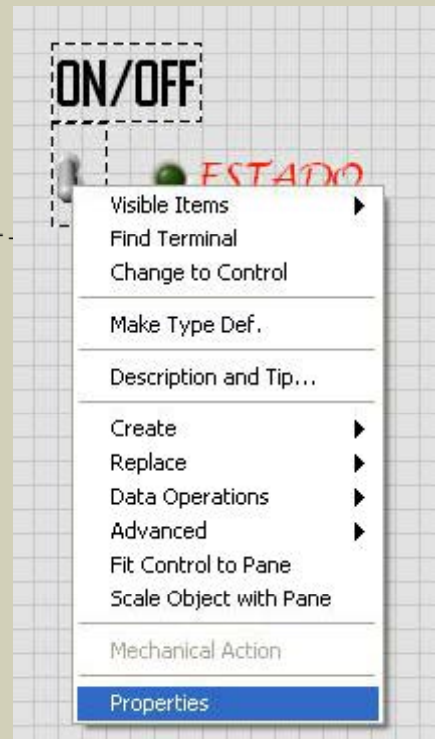 ON/OFF
ESTADO
Visible Items
Find Terminal
Change to Control
Make Type Def.
Description and Tip...
Create
Replace
Data Operations
Advanced
Fit Control to Pane
Scale Object with Pane
Mechanical Action
Properties